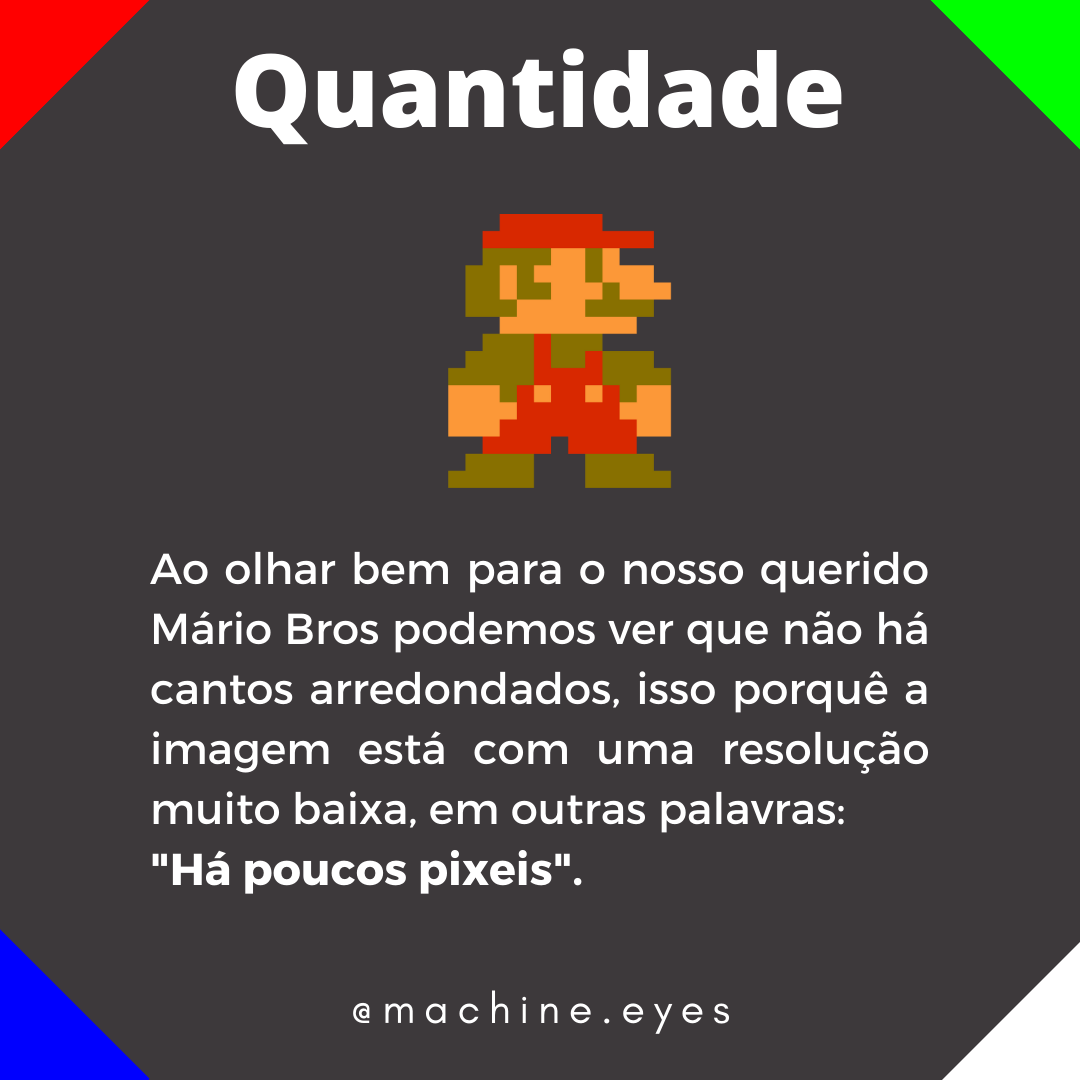 Quantidade
Ao olhar bem para o nosso querido
Mário Bros podemos ver que não há
cantos arredondados, isso porquê a
imagem está com uma resolução
muito baixa, em outras palavras:
"Há poucos pixeis".
@machine.eyes